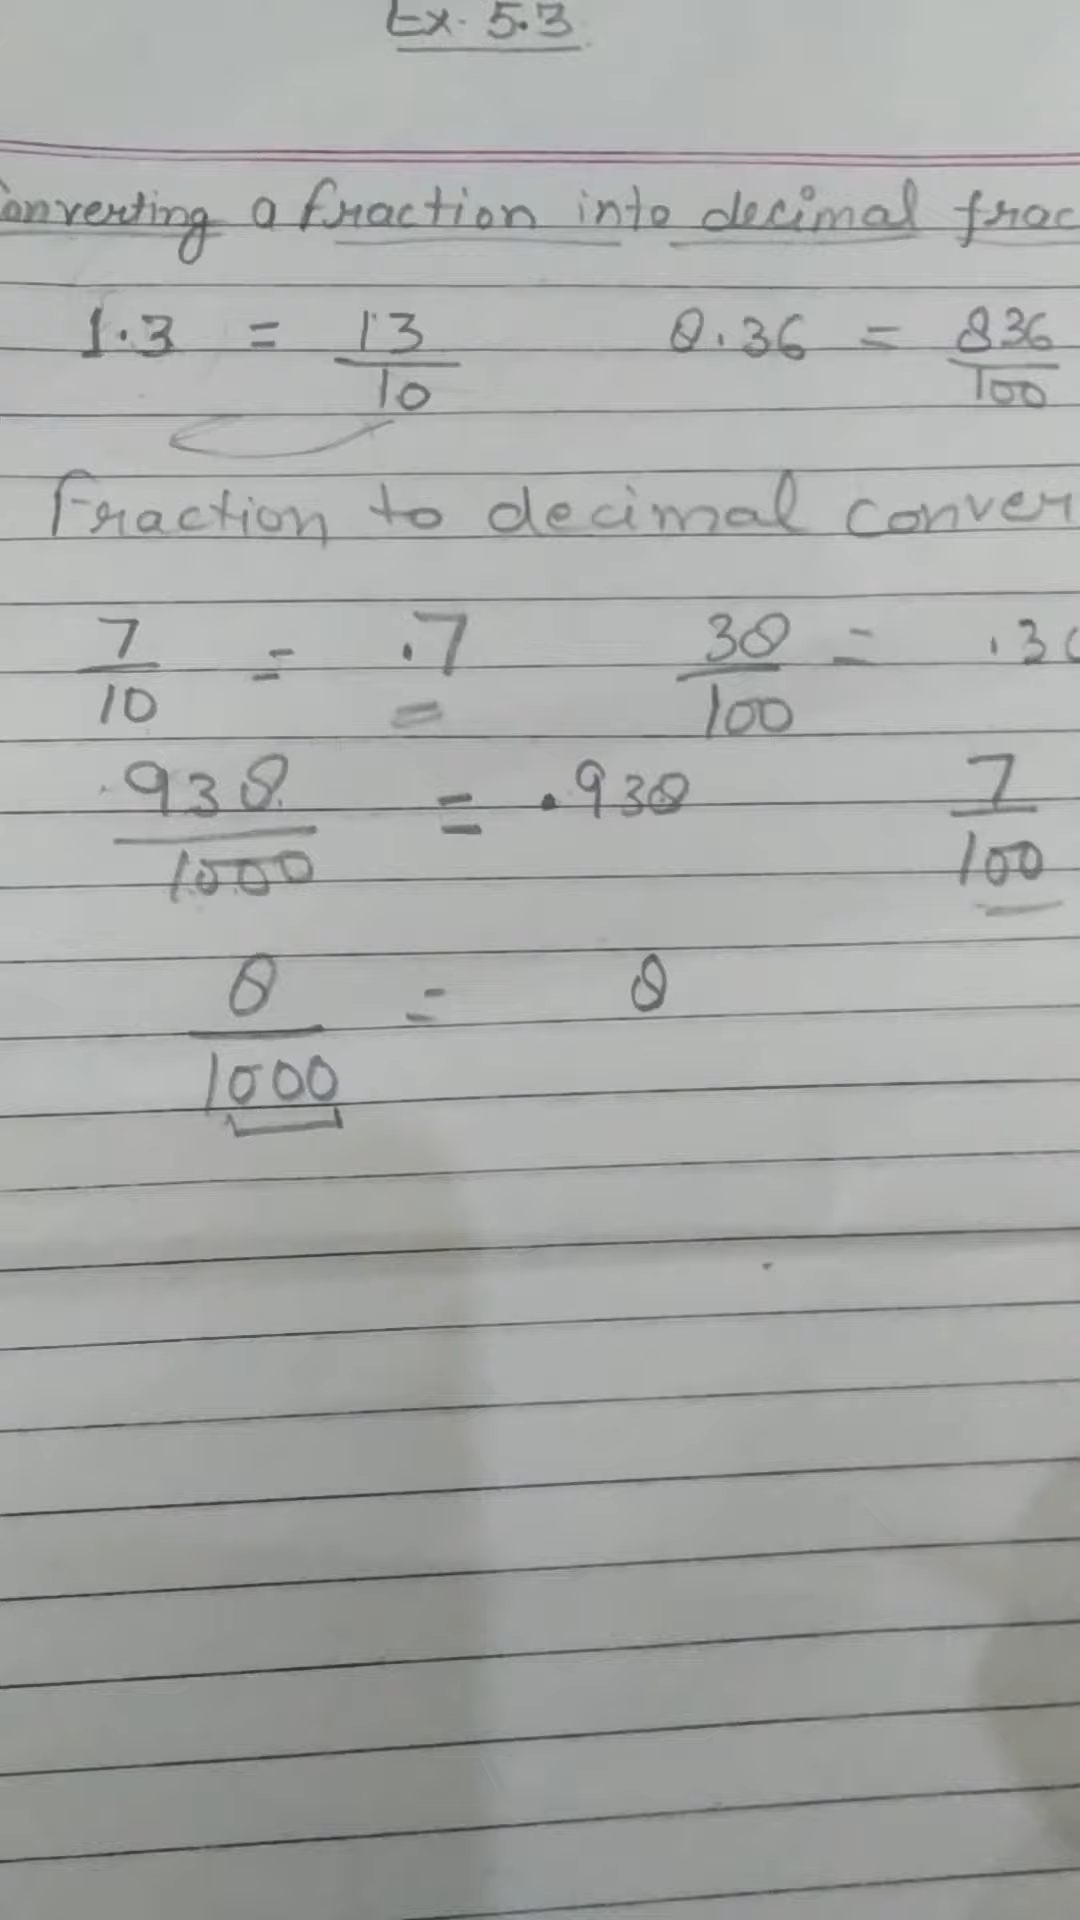 Ex. 5.3
Converting a fraction into decimal frac
1.3 = 13/10 8.36 = 836/100
Fraction to decimal conver
7/10 = .7 38/100 = .3
938/1000 = .938 7/100
8/1000 = 8